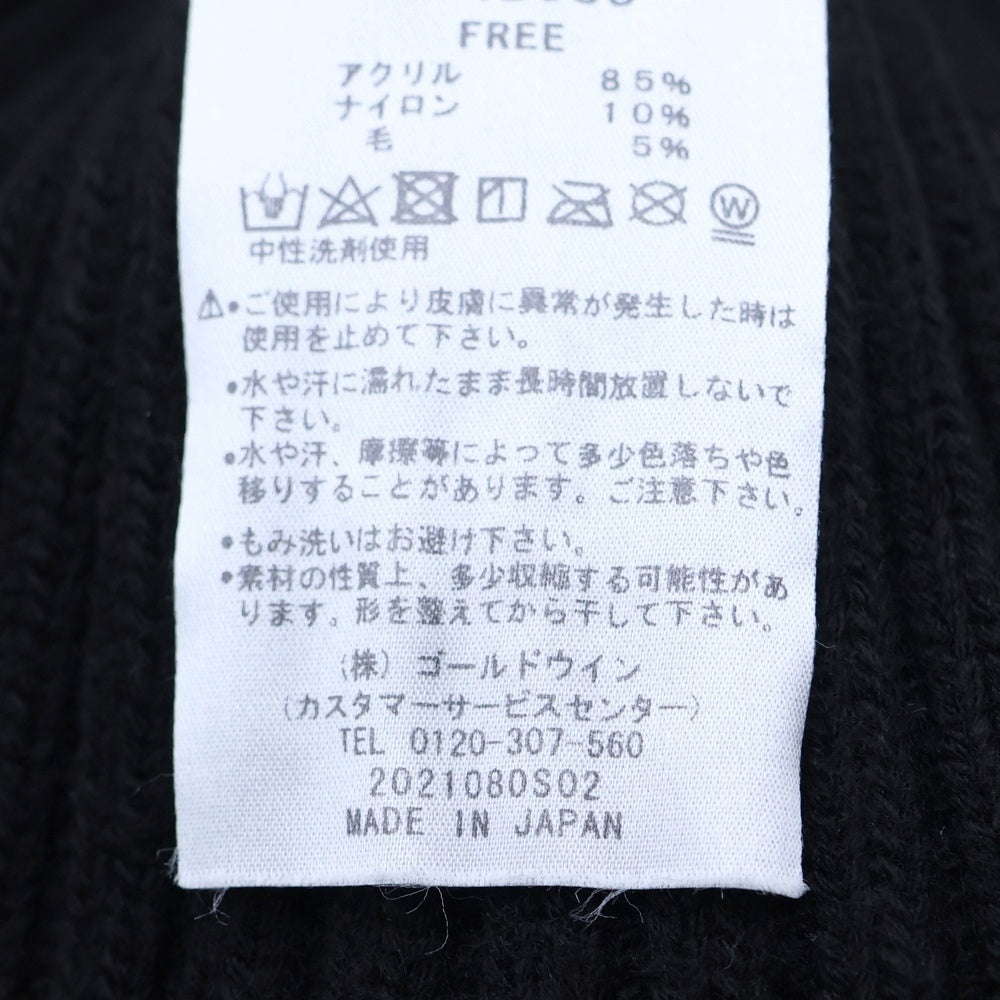 FREE
アクリル 85%
ナイロン 10%
毛 5%
W
中性洗剤使用
・ご使用により皮膚に異常が発生した時は
使用を止めて下さい。
・水や汗に濡れたまま長時間放置しないで
下さい。
・水や汗、摩擦等によって多少色落ちや色
移りすることがあります。ご注意下さい。
・もみ洗いはお避け下さい。
・素材の性質上、多少収縮する可能性があ
ります。形を整えてから干して下さい。
(株) ゴールドウイン
(カスタマーサービスセンター)
TEL 0120-307-560
2021080S02
MADE IN JAPAN